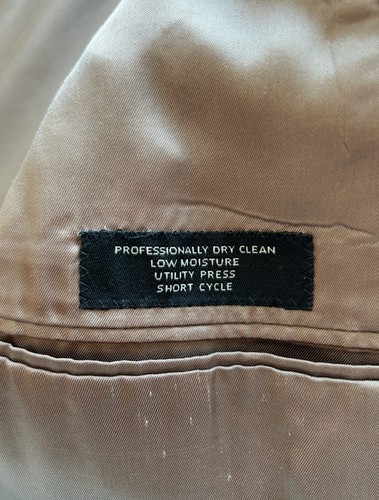 PROFESSIONALLY DRY CLEAN
LOW MOISTURE
UTILITY PRESS
SHORT CYCLE